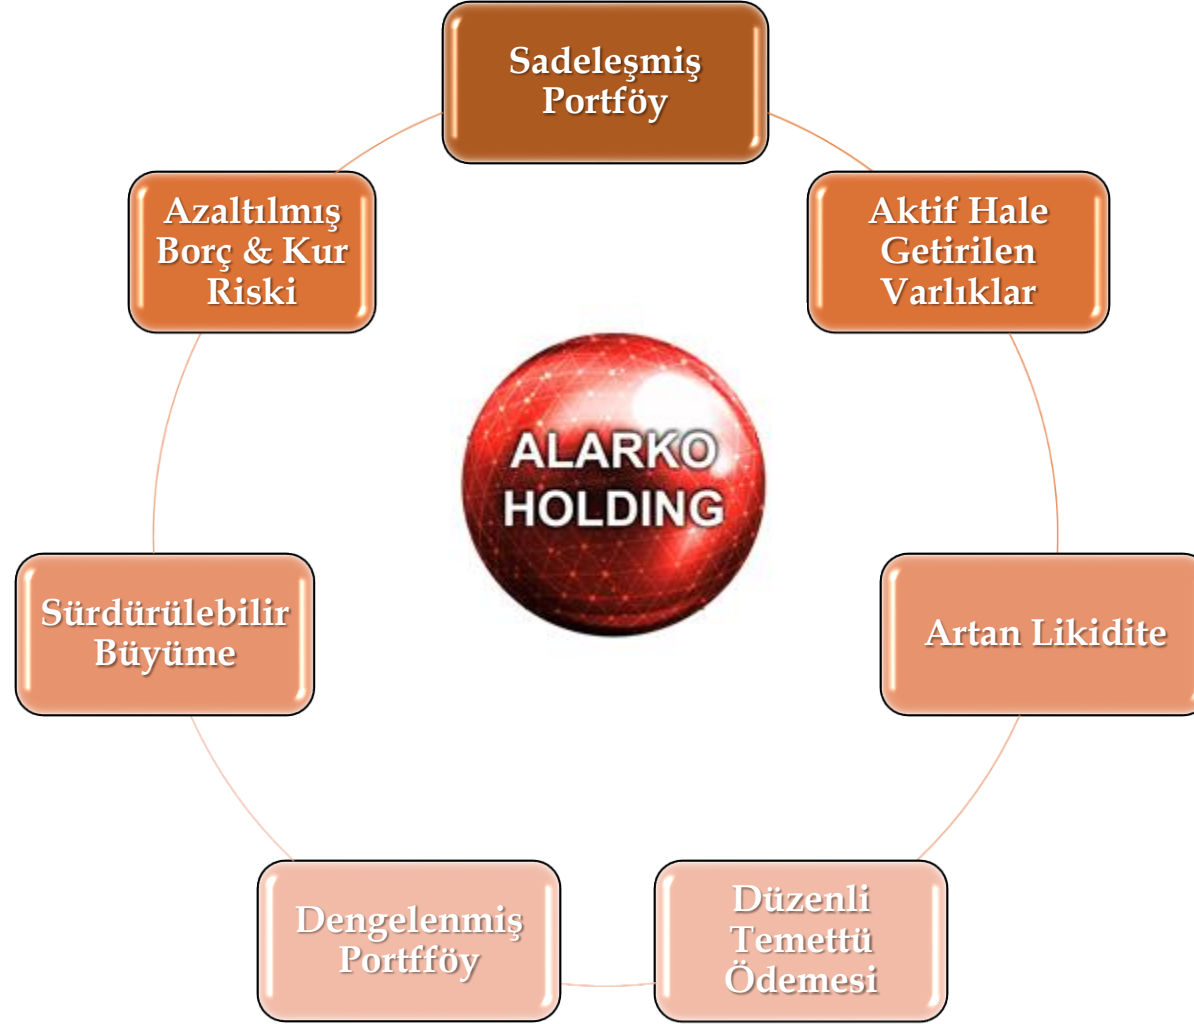 Sadeleşmiş
Portföy
Azaltılmış
Borç & Kur
Riski
Aktif Hale
Getirilen
Varlıklar
ALARKO
HOLDING
Sürdürülebilir
Büyüme
Artan Likidite
Dengelenmiş
Portfföy
Düzenli
Temettü
Ödemesi